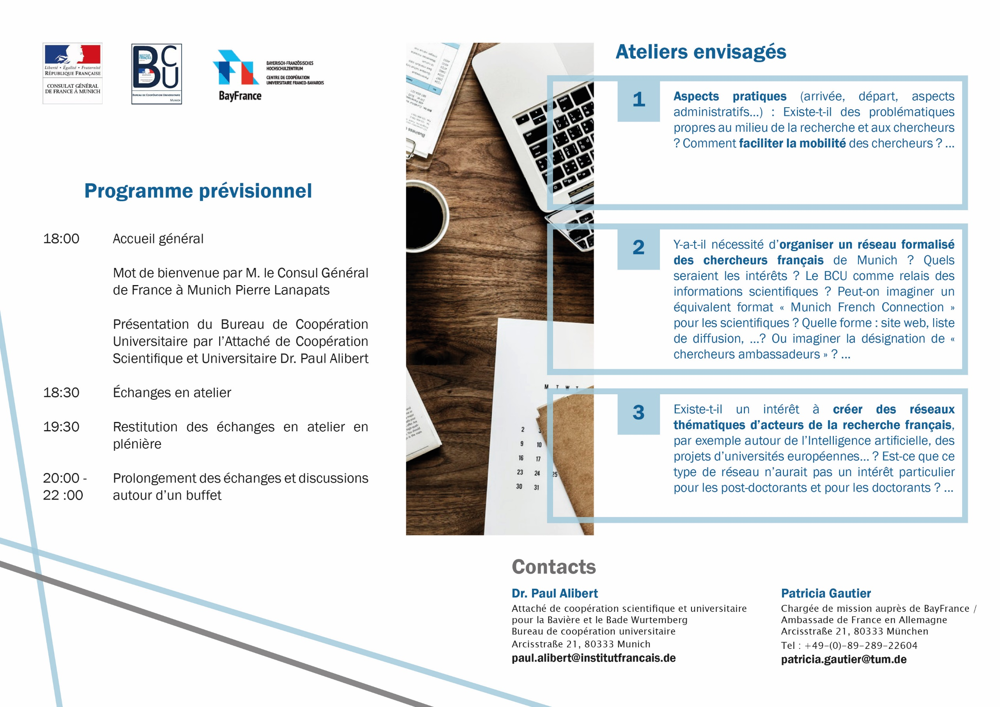 Liberté • Égalité • Fraternité
RÉPUBLIQUE FRANÇAISE
CONSULAT GÉNÉRAL
DE FRANCE À MUNICH
BCU
INSTITUT
FRANÇAIS
BUREAU DE COOPÉRATION UNIVERSITAIRE
MUNICH
BayFrance
BAYERISCH-FRANZÖSISCHES
HOCHSCHULZENTRUM
CENTRE DE COOPÉRATION
UNIVERSITAIRE FRANCO-BAVAROIS
Programme prévisionnel
18:00 Accueil général
Mot de bienvenue par M. le Consul Général
de France à Munich Pierre Lanapats
Présentation du Bureau de Coopération
Universitaire par l’Attaché de Coopération
Scientifique et Universitaire Dr. Paul Alibert
18:30 Échanges en atelier
19:30 Restitution des échanges en atelier en
plénière
20:00 - Prolongement des échanges et discussions
22 :00 autour d’un buffet
M T W T
2 3
9 10
16 17
23 24 25
30 31
Ateliers envisagés
1
Aspects pratiques (arrivée, départ, aspects
administratifs...) : Existe-t-il des problématiques
propres au milieu de la recherche et aux chercheurs
? Comment faciliter la mobilité des chercheurs ? ...
2
Y-a-t-il nécessité d’organiser un réseau formalisé
des chercheurs français de Munich ? Quels
seraient les intérêts ? Le BCU comme relais des
informations scientifiques ? Peut-on imaginer un
équivalent format « Munich French Connection »
pour les scientifiques ? Quelle forme : site web, liste
de diffusion, ...? Ou imaginer la désignation de «
chercheurs ambassadeurs » ? ...
3
Existe-t-il un intérêt à créer des réseaux
thématiques d’acteurs de la recherche français,
par exemple autour de l’Intelligence artificielle, des
projets d’universités européennes... ? Est-ce que ce
type de réseau n’aurait pas un intérêt particulier
pour les post-doctorants et pour les doctorants ? ...
Contacts
Dr. Paul Alibert
Attaché de coopération scientifique et universitaire
pour la Bavière et le Bade Wurtemberg
Bureau de coopération universitaire
Arcisstraße 21, 80333 Munich
paul.alibert@institutfrancais.de
Patricia Gautier
Chargée de mission auprès de BayFrance /
Ambassade de France en Allemagne
Arcisstraße 21, 80333 München
Tel : +49-(0)-89-289-22604
patricia.gautier@tum.de